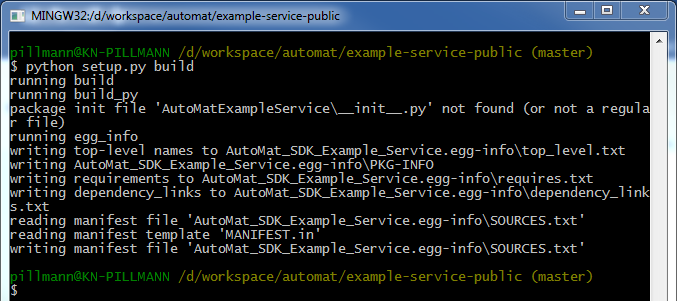 MINGW32:/d/workspace/automat/example-service-public
pillmann@KN-PILLMANN /d/workspace/automat/example-service-public (master)
$ python setup.py build
running build
running build_py
package init file 'AutoMatExampleService\__init__.py' not found (or not a regula
r file)
running egg_info
writing top-level names to AutoMat_SDK_Example_Service.egg-info\top_level.txt
writing AutoMat_SDK_Example_Service.egg-info\PKG-INFO
writing requirements to AutoMat_SDK_Example_Service.egg-info\requires.txt
writing dependency_links to AutoMat_SDK_Example_Service.egg-info\dependency_link
s.txt
reading manifest file 'AutoMat_SDK_Example_Service.egg-info\SOURCES.txt'
reading manifest template 'MANIFEST.in'
writing manifest file 'AutoMat_SDK_Example_Service.egg-info\SOURCES.txt'
pillmann@KN-PILLMANN /d/workspace/automat/example-service-public (master)
$